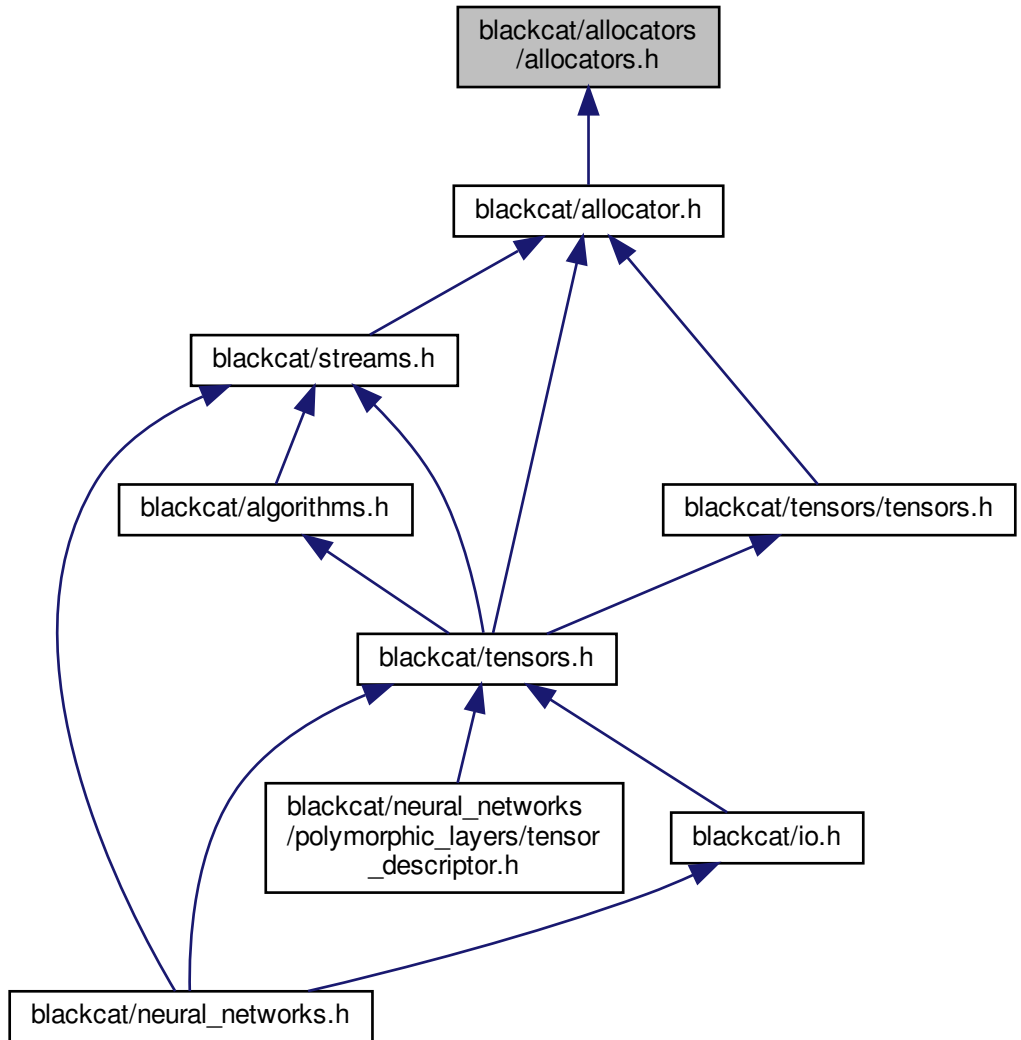 blackcat/allocators
/allocators.h
blackcat/allocator.h
blackcat/streams.h
blackcat/algorithms.h
blackcat/tensors/tensors.h
blackcat/tensors.h
blackcat/neural_networks
/polymorphic_layers/tensor
_descriptor.h
blackcat/io.h
blackcat/neural_networks.h